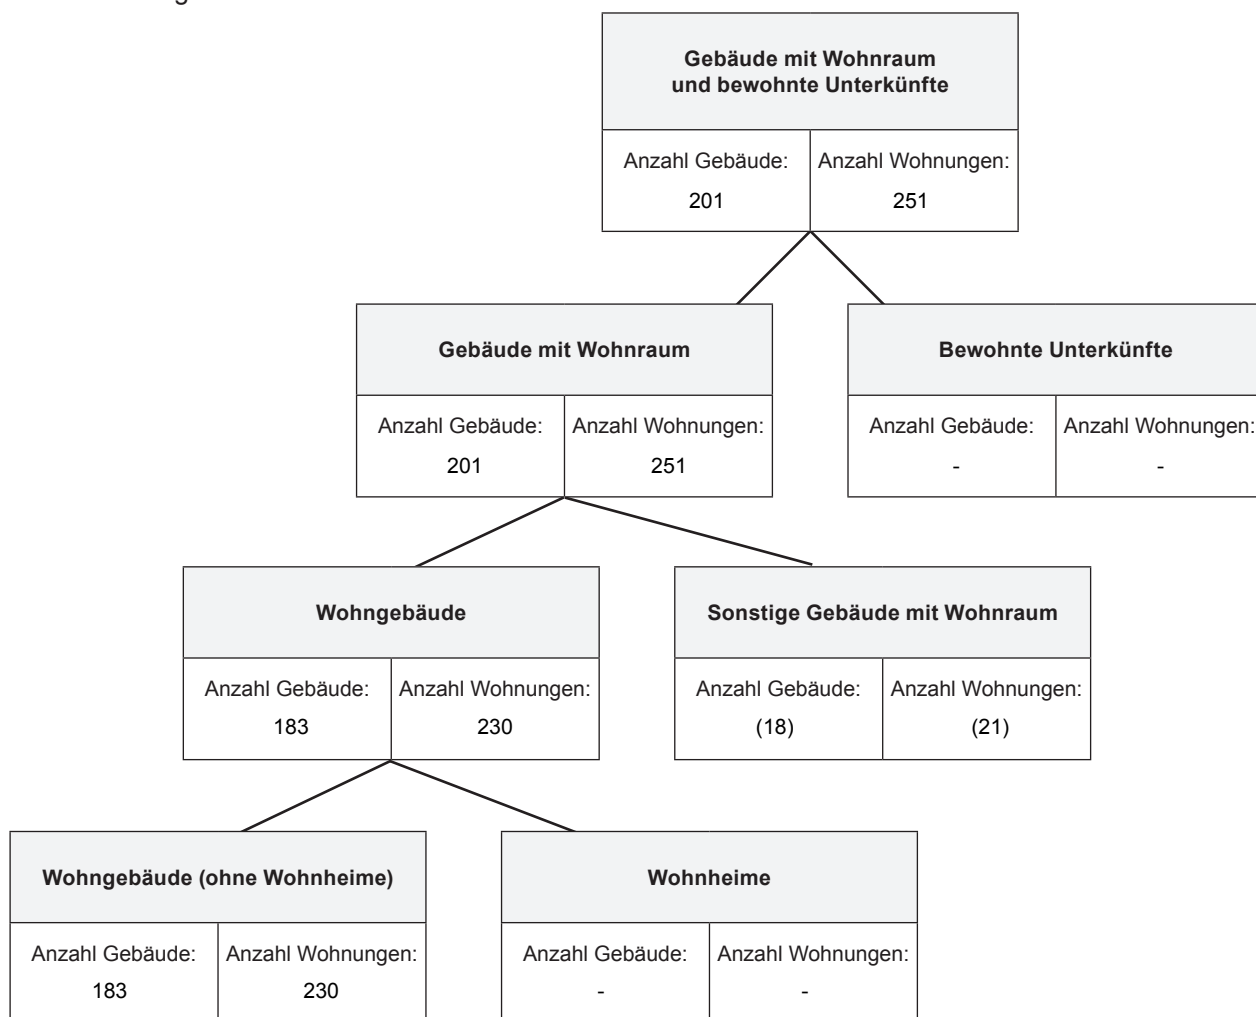 Gebäude mit Wohnraum
und bewohnte Unterkünfte
Anzahl Gebäude: Anzahl Wohnungen:
201 251
Gebäude mit Wohnraum Bewohnte Unterkünfte
Anzahl Gebäude: Anzahl Wohnungen: Anzahl Gebäude: Anzahl Wohnungen:
201 251 - -
Wohngebäude Sonstige Gebäude mit Wohnraum
Anzahl Gebäude: Anzahl Wohnungen: Anzahl Gebäude: Anzahl Wohnungen:
183 230 (18) (21)
Wohngebäude (ohne Wohnheime) Wohnheime
Anzahl Gebäude: Anzahl Wohnungen: Anzahl Gebäude: Anzahl Wohnungen:
183 230 - -